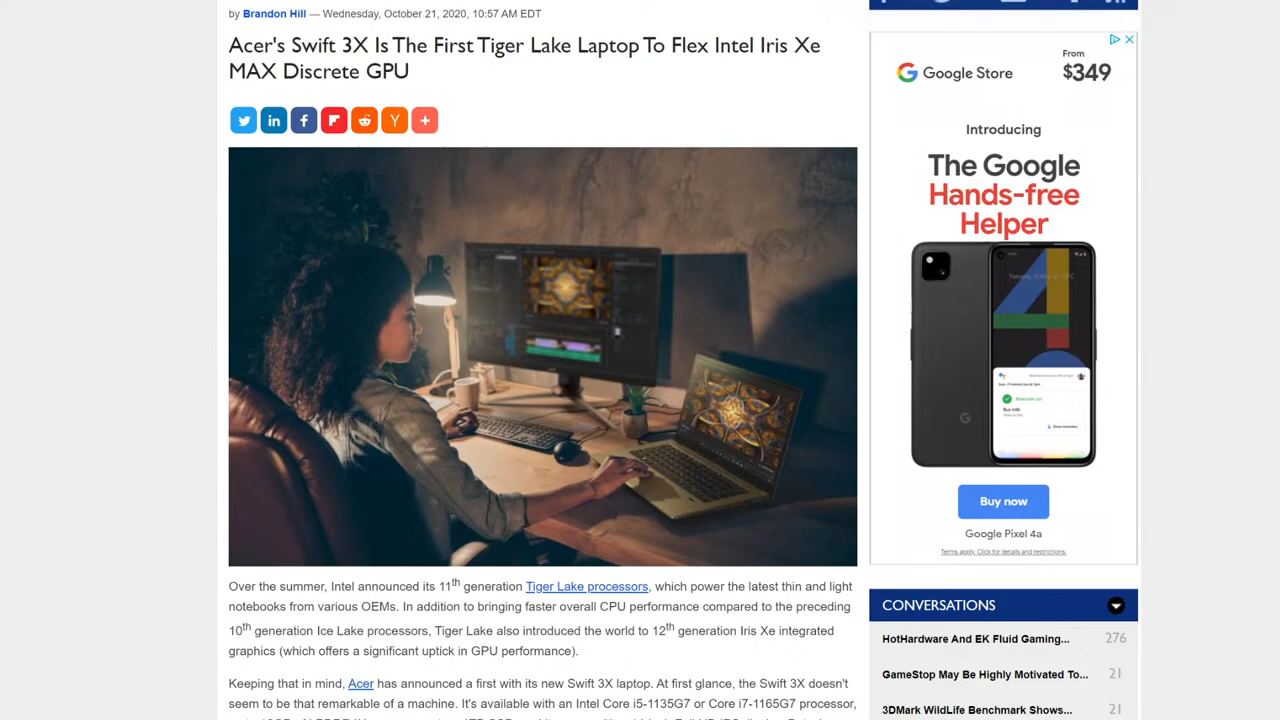 by Brandon Hill — Wednesday, October 21, 2020, 10:57 AM EDT
Acer's Swift 3X Is The First Tiger Lake Laptop To Flex Intel Iris Xe
MAX Discrete GPU
Over the summer, Intel announced its 11th generation Tiger Lake processors, which power the latest thin and light
notebooks from various OEMs. In addition to bringing faster overall CPU performance compared to the preceding
10th generation Ice Lake processors, Tiger Lake also introduced the world to 12th generation Iris Xe integrated
graphics (which offers a significant uptick in GPU performance).
Keeping that in mind, Acer has announced a first with its new Swift 3X laptop. At first glance, the Swift 3X doesn't
seem to be that remarkable of a machine. It's available with an Intel Core i5-1135G7 or Core i7-1165G7 processor,
Google Store
From
$349
Introducing
The Google
Hands-free
Helper
Buy milk
Buy now
Google Pixel 4a
Terms apply. Click for details and restrictions.
CONVERSATIONS
HotHardware And EK Fluid Gaming... 276
GameStop May Be Highly Motivated To... 21
3DMark WildLife Benchmark Shows... 21